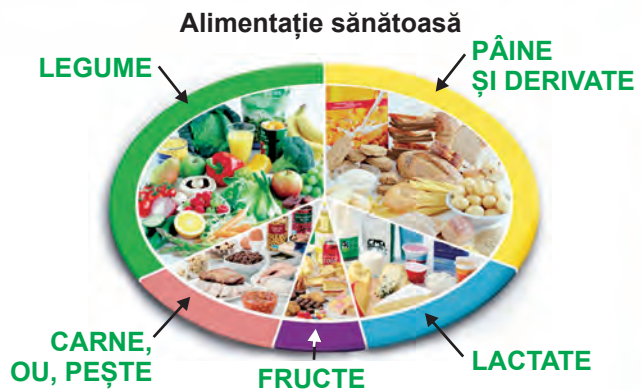 Alimentație sănătoasă
LEGUME
PÂINE
ȘI DERIVATE
CARNE,
OU, PEȘTE
FRUCTE
LACTATE